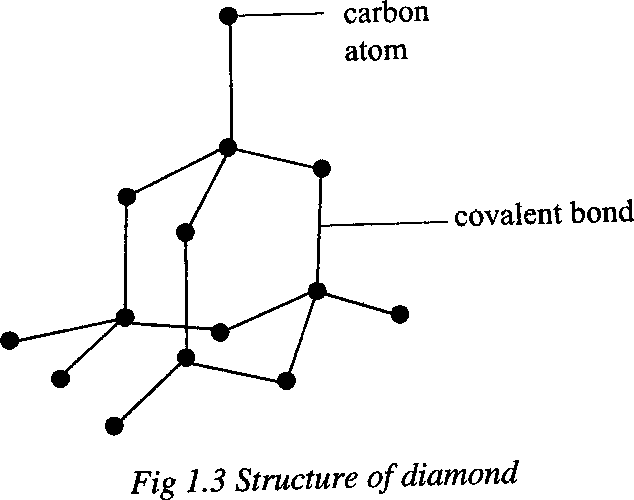 carbon
atom
covalent bond
Fig 1.3 Structure of diamond